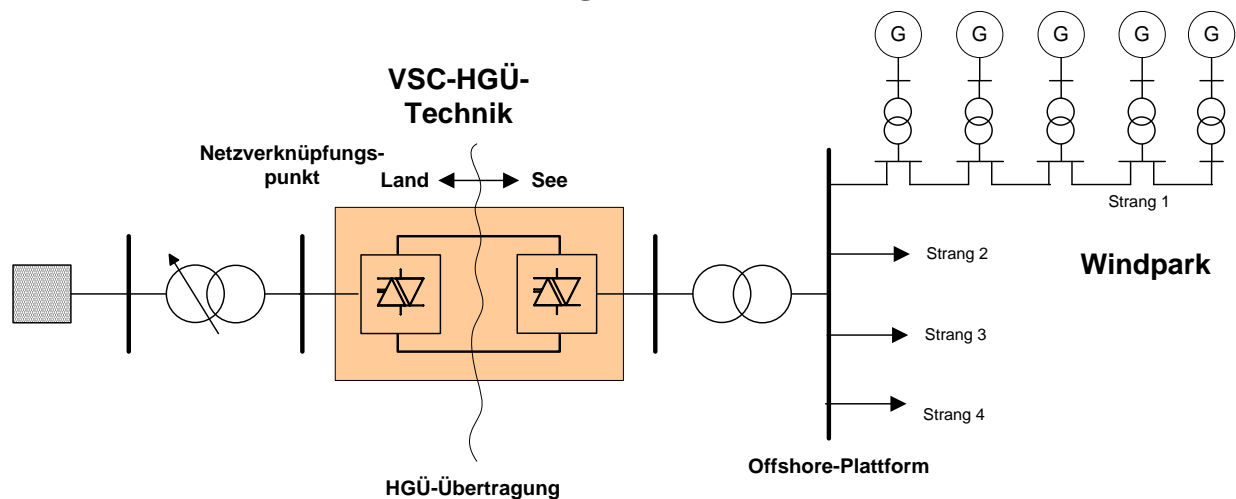 G G G G G
VSC-HGÜ-
Technik
Netzverknüpfungs-
punkt
Land See
Strang 1
Strang 2
Windpark
Strang 3
Strang 4
Offshore-Plattform
HGÜ-Übertragung